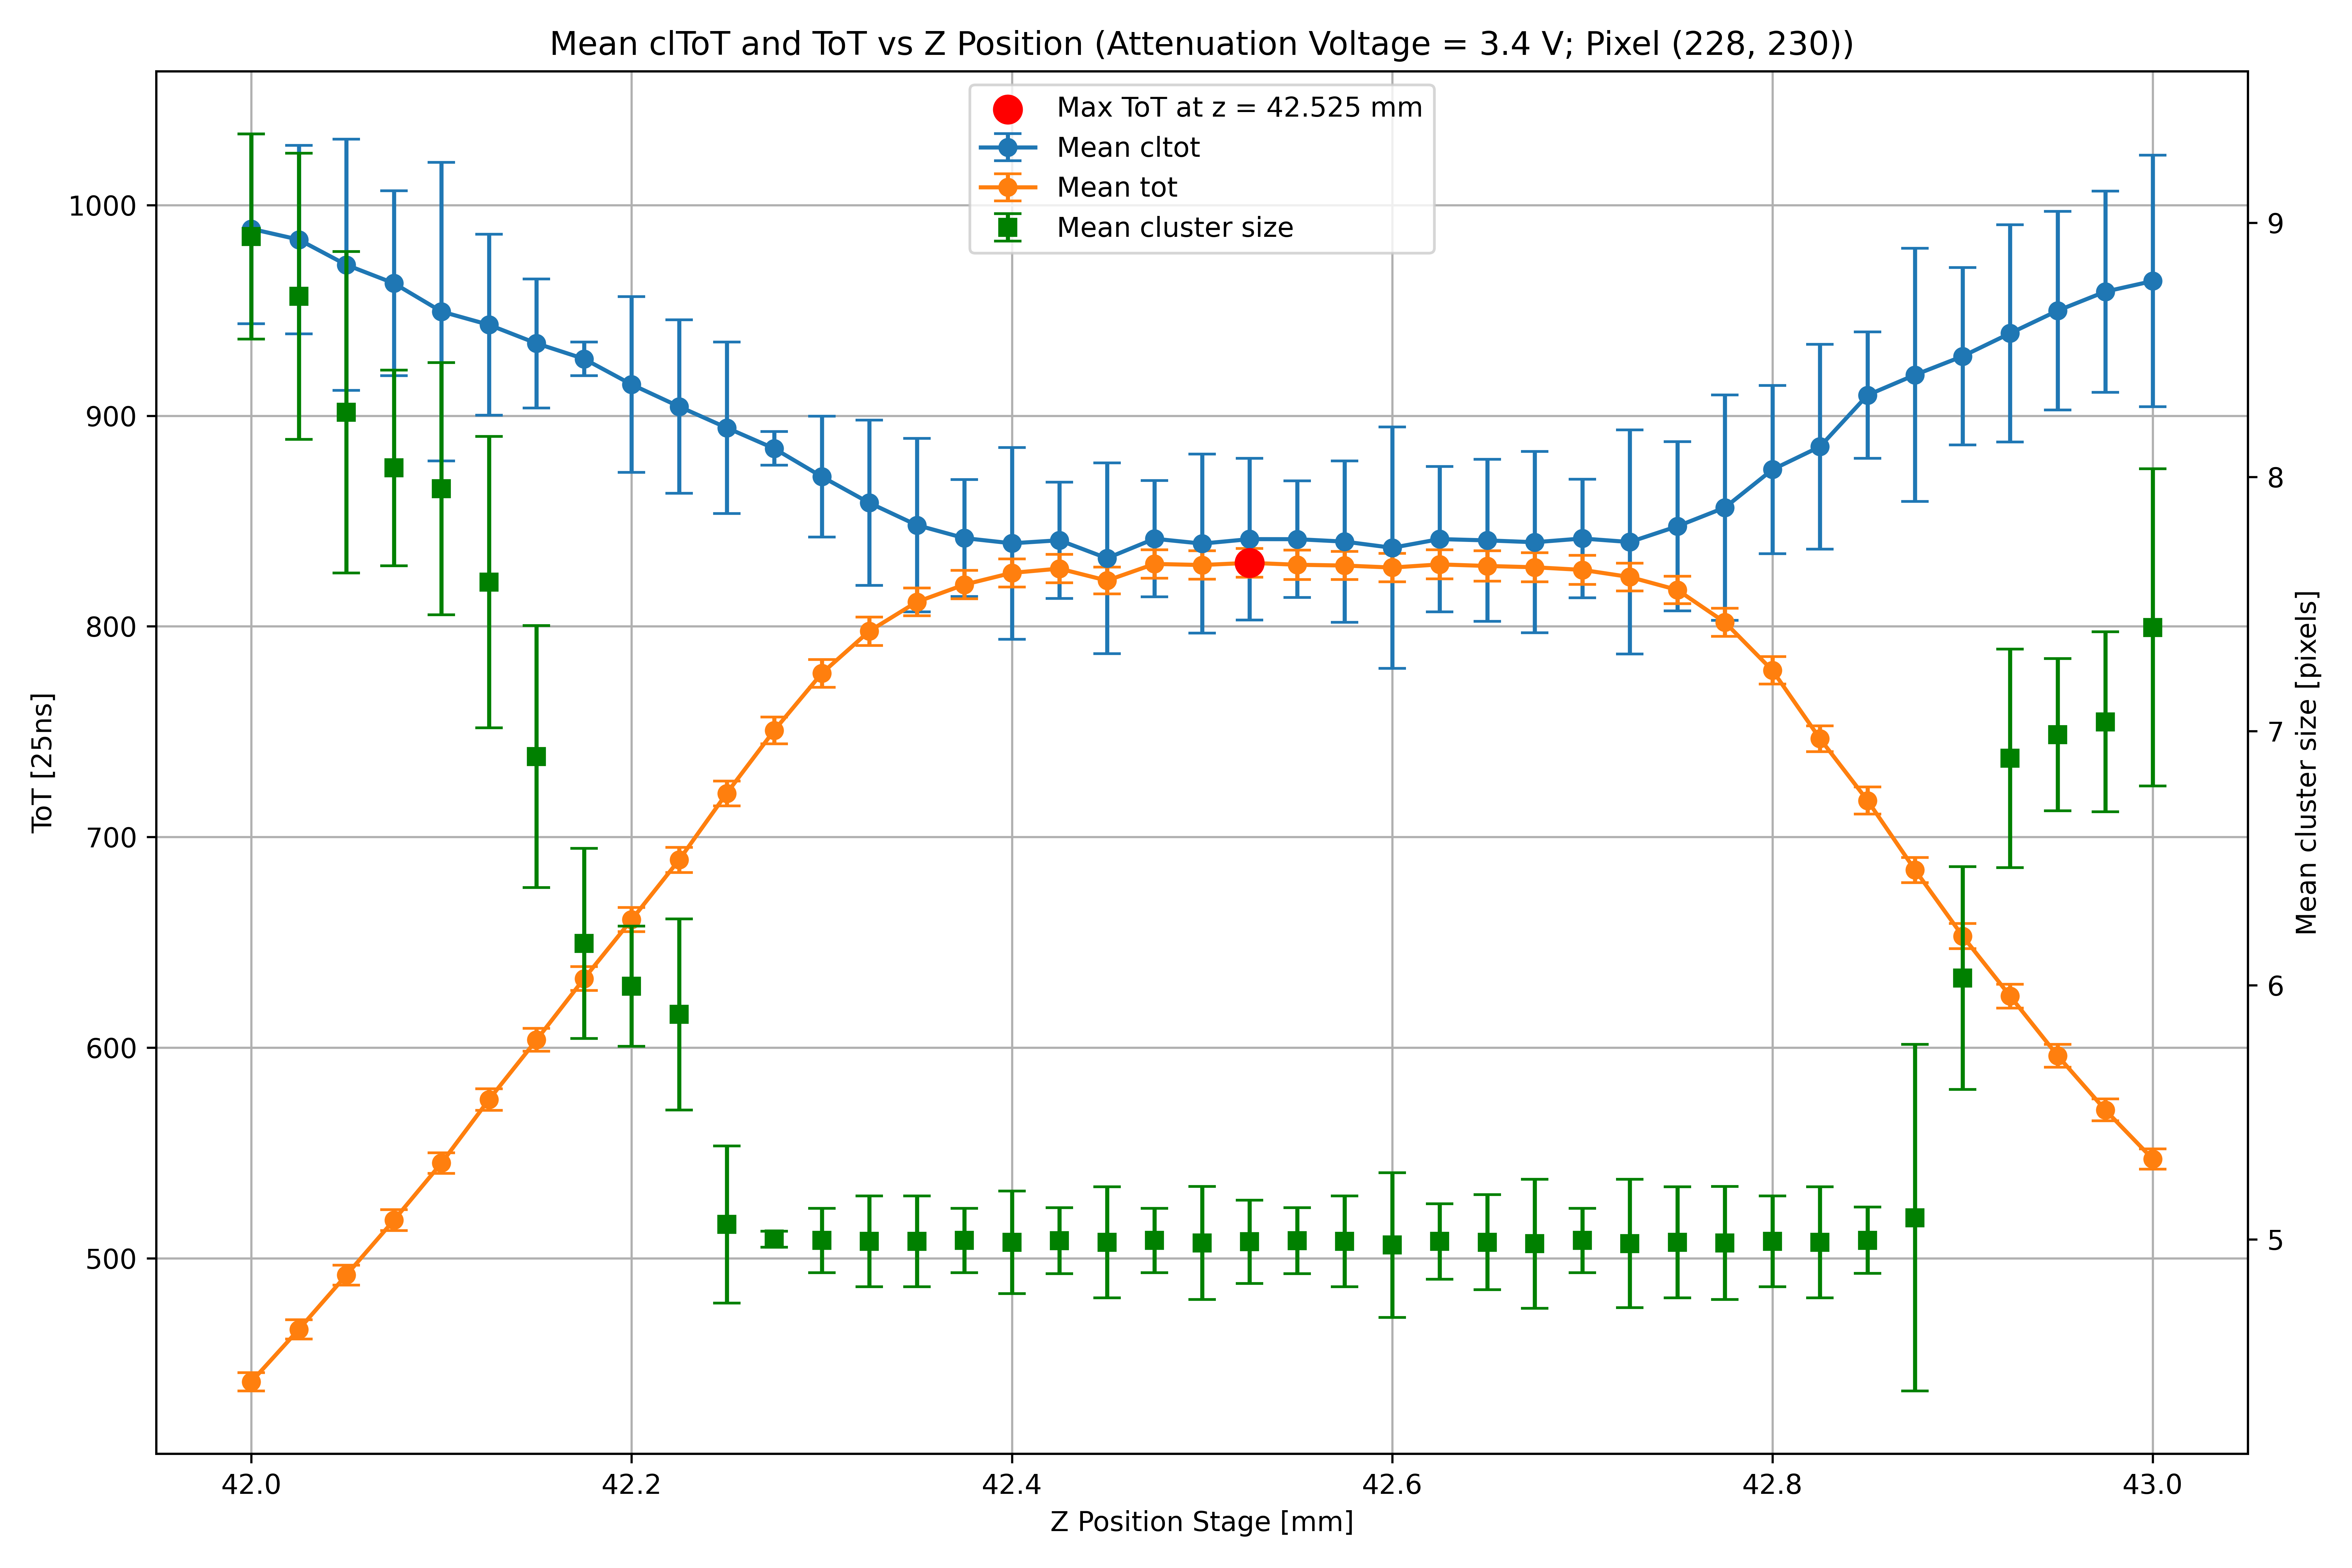 Mean clToT and ToT vs Z Position (Attenuation Voltage = 3.4 V; Pixel (228, 230))
Max ToT at z = 42.525 mm
Mean cltot
Mean tot
Mean cluster size
ToT [25ns]
1000
900
800
700
600
500
Mean cluster size [pixels]
9
8
7
6
5
42.0
42.2
42.4
42.6
42.8
43.0
Z Position Stage [mm]